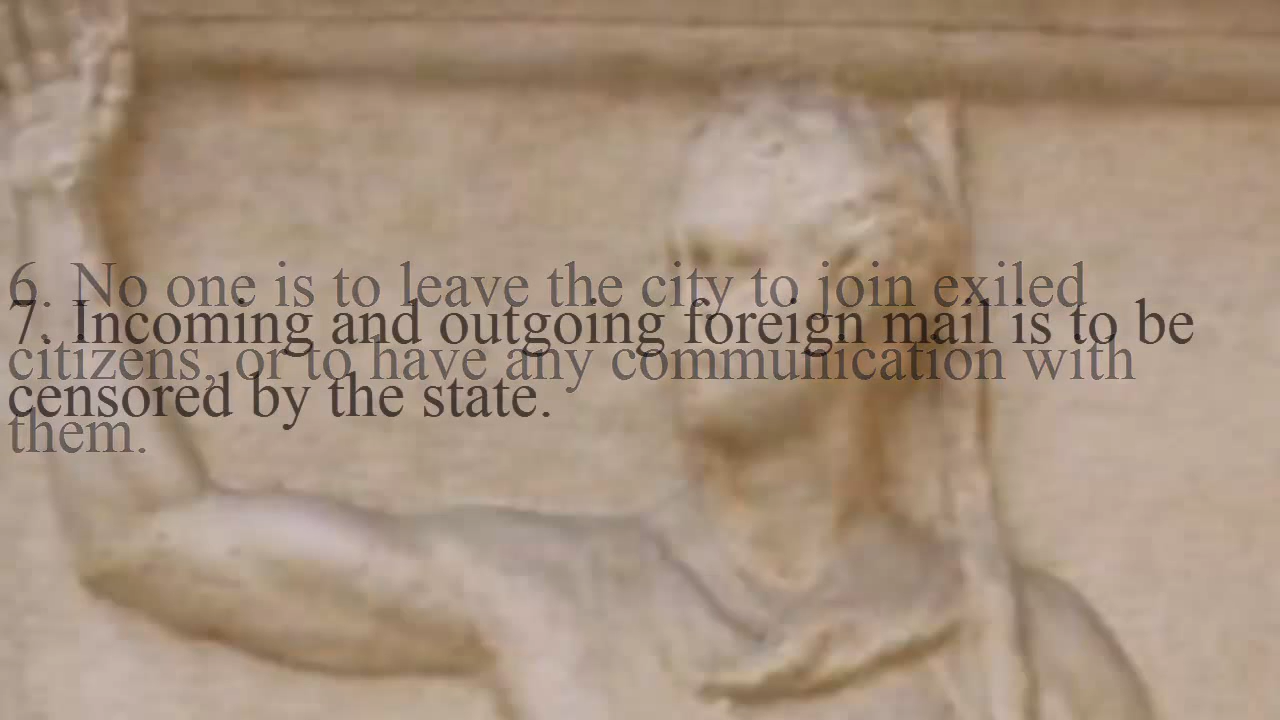 6. No one is to leave the city to join exiled
citizens, or to have any communication with
them.
7. Incoming and outgoing foreign mail is to be
censored by the state.